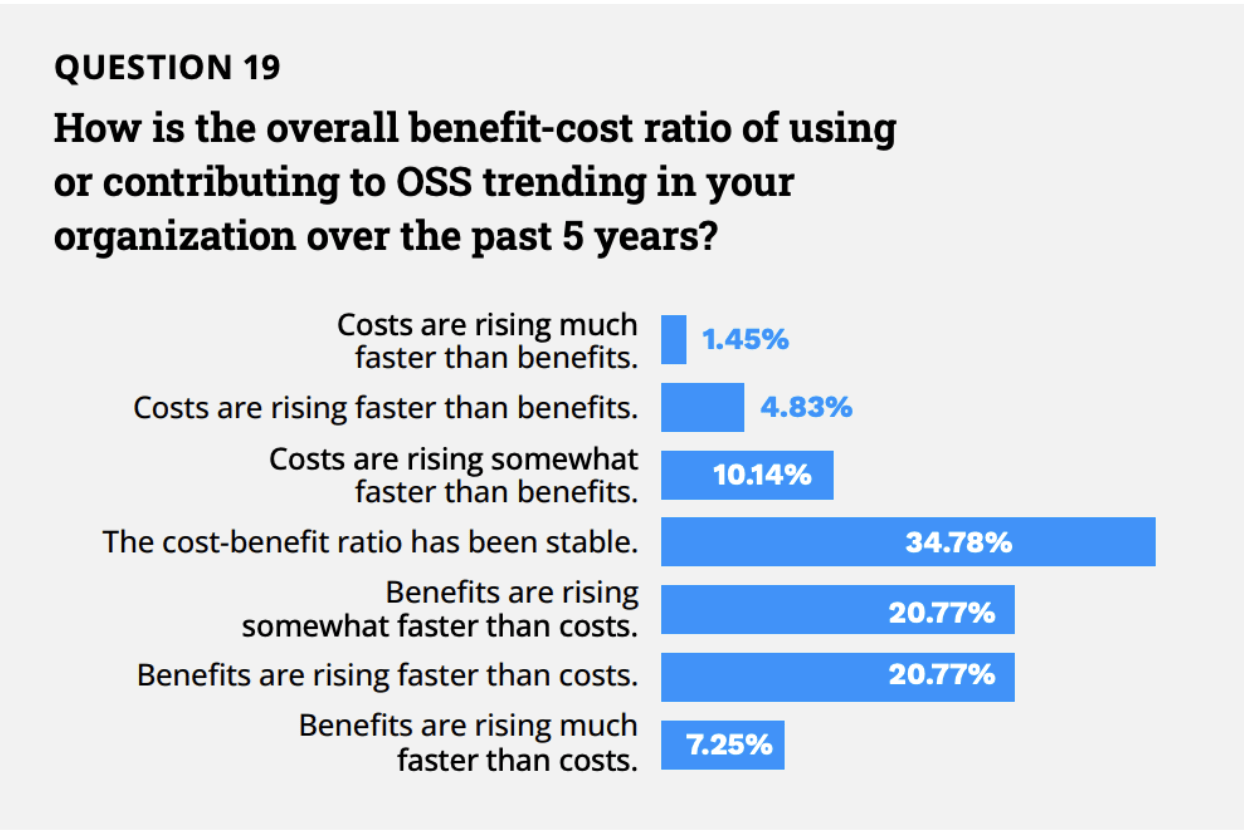 QUESTION 19
How is the overall benefit-cost ratio of using
or contributing to OSS trending in your
organization over the past 5 years?
Costs are rising much
faster than benefits.
1.45%
Costs are rising faster than benefits.
4.83%
Costs are rising somewhat
faster than benefits.
10.14%
The cost-benefit ratio has been stable.
34.78%
Benefits are rising
somewhat faster than costs.
20.77%
Benefits are rising faster than costs.
20.77%
Benefits are rising much
faster than costs.
7.25%